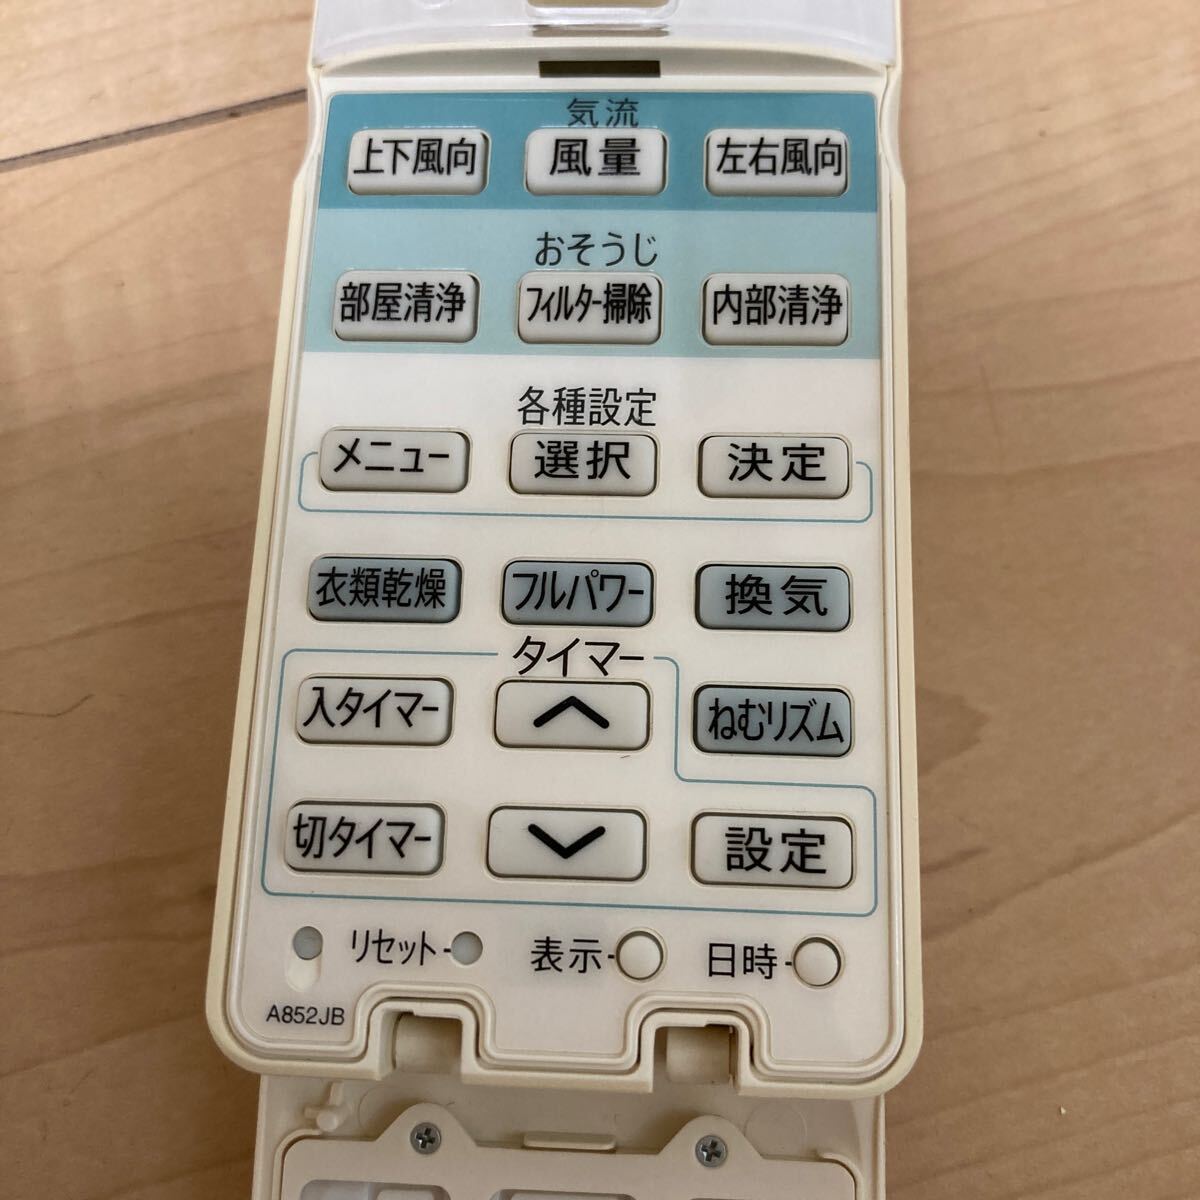 気流
上下風向 風量 左右風向
おそうじ
部屋清浄 フィルター掃除 内部清浄
各種設定
メニュー 選択 決定
衣類乾燥 フルパワー 換気
タイマー
入タイマー ねむリズム
切タイマー 設定
リセット 表示 日時
A852JB